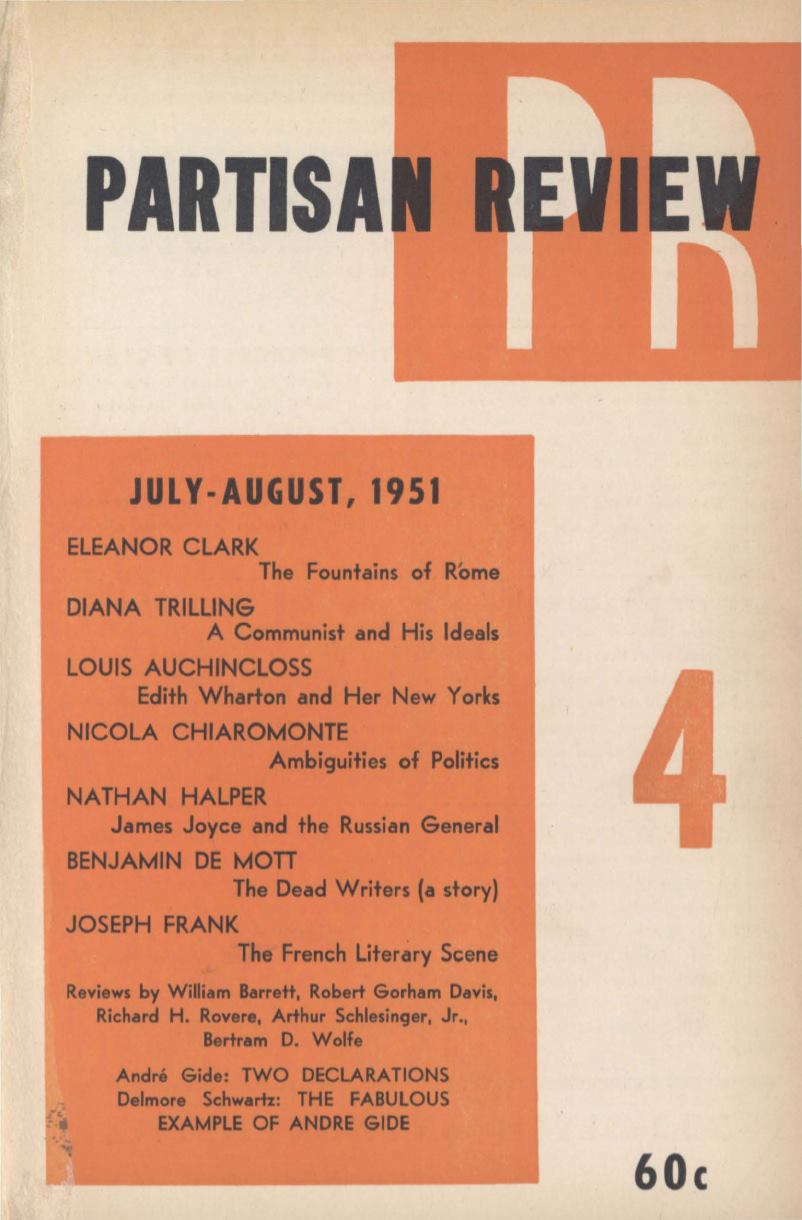 PR
PARTISAN REVIEW
JULY-AUGUST, 1951
ELEANOR CLARK
The Fountains of Rome
DIANA TRILLING
A Communist and His Ideals
LOUIS AUCHINCLOSS
Edith Wharton and Her New Yorks
NICOLA CHIAROMONTE
Ambiguities of Politics
NATHAN HALPER
James Joyce and the Russian General
BENJAMIN DE MOTT
The Dead Writers (a story)
JOSEPH FRANK
The French Literary Scene
Reviews by William Barrett, Robert Gorham Davis,
Richard H. Rovere, Arthur Schlesinger, Jr.,
Bertram D. Wolfe
André Gide: TWO DECLARATIONS
Delmore Schwartz: THE FABULOUS
EXAMPLE OF ANDRE GIDE
4
60c